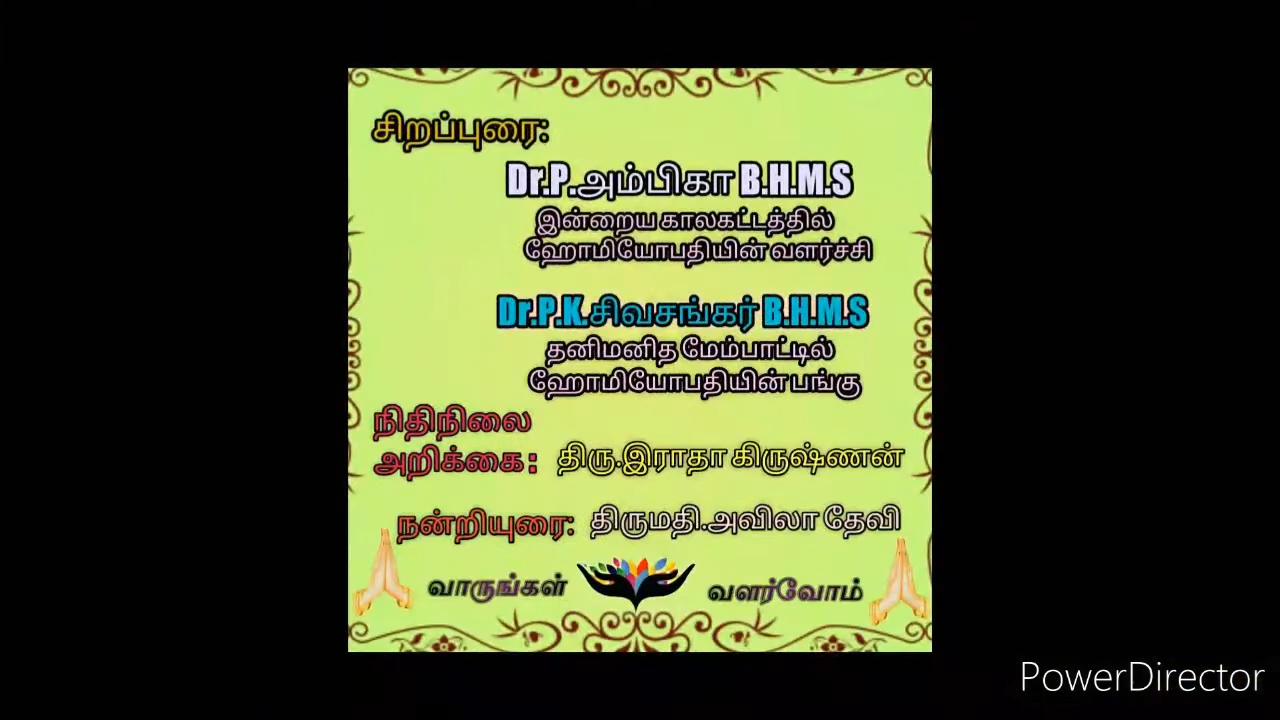 சிறப்புரை:
Dr.P.அம்பிகா B.H.M.S
இன்றைய காலகட்டத்தில்
ஹோமியோபதியின் வளர்ச்சி
Dr.P.K.சிவசங்கர் B.H.M.S
தனிமனித மேம்பாட்டில்
ஹோமியோபதியின் பங்கு
நிதிநிலை
அறிக்கை: திரு.இராதா கிருஷ்ணன்
நன்றியுரை: திருமதி.அவிலா தேவி
வாருங்கள் வளர்வோம்
PowerDirector